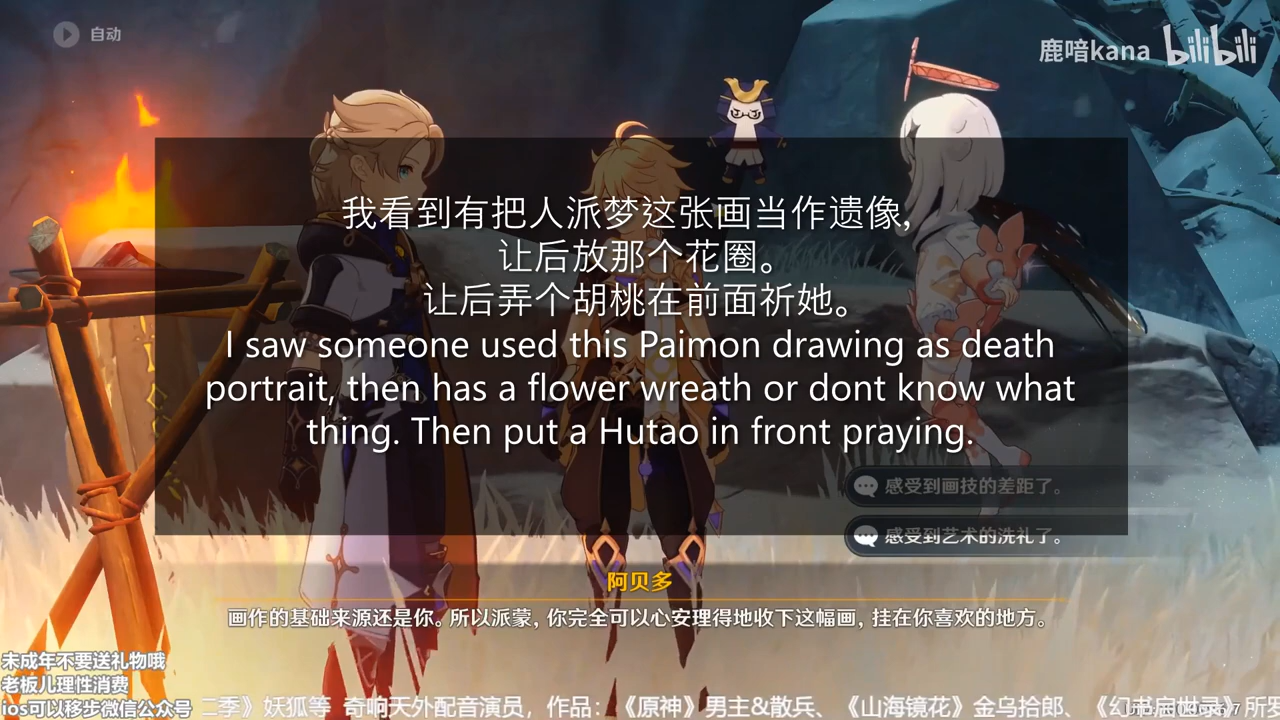 自动
鹿喑kana bilibili
我看到有把人派梦这张画当作遗像,
让后放那个花圈。
让后弄个胡桃在前面祈她。
I saw someone used this Paimon drawing as death
portrait, then has a flower wreath or dont know what
thing. Then put a Hutao in front praying.
感受到画技的差距了。
感受到艺术的洗礼了。
阿贝多
画作的基础来源还是你。所以派蒙,你完全可以心安理得地收下这幅画,挂在你喜欢的地方。
未成年不要送礼物哦
老板儿理性消费
ios可以移步微信公众号
二季》妖狐等 奇响天外配音演员,作品:《原神》男主&散兵、《山海镜花》金乌拾郎、《幻书启世录》所罗